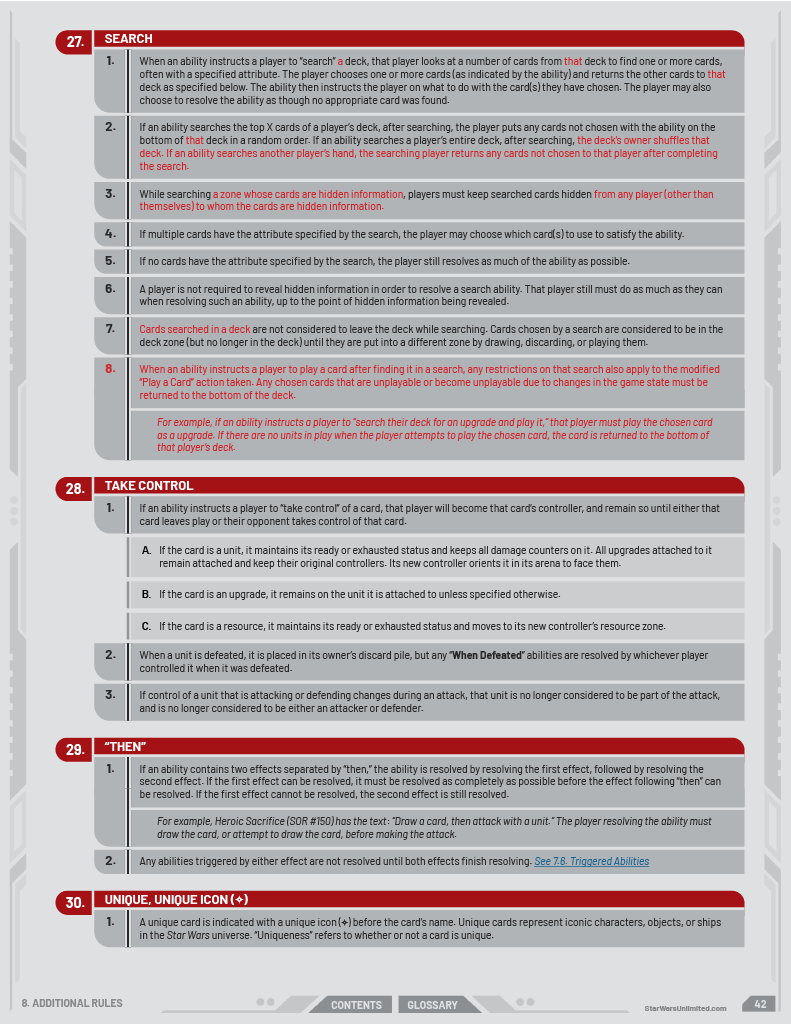 27. SEARCH
1. When an ability instructs a player to “search” a deck, that player looks at a number of cards from that deck to find one or more cards,
often with a specified attribute. The player chooses one or more cards (as indicated by the ability) and returns the other cards to that
deck as specified below. The ability then instructs the player on what to do with the card(s) they have chosen. The player may also
choose to resolve the ability as though no appropriate card was found.
2. If an ability searches the top X cards of a player’s deck, after searching, the player puts any cards not chosen with the ability on the
bottom of that deck in a random order. If an ability searches a player’s entire deck, after searching, the deck’s owner shuffles that
deck. If an ability searches another player’s hand, the searching player returns any cards not chosen to that player after completing
the search.
3. While searching a zone whose cards are hidden information, players must keep searched cards hidden from any player (other than
themselves) to whom the cards are hidden information.
4. If multiple cards have the attribute specified by the search, the player may choose which card(s) to use to satisfy the ability.
5. If no cards have the attribute specified by the search, the player still resolves as much of the ability as possible.
6. A player is not required to reveal hidden information in order to resolve a search ability. That player still must do as much as they can
when resolving such an ability, up to the point of hidden information being revealed.
7. Cards searched in a deck are not considered to leave the deck while searching. Cards chosen by a search are considered to be in the
deck zone (but no longer in the deck) until they are put into a different zone by drawing, discarding, or playing them.
8. When an ability instructs a player to play a card after finding it in a search, any restrictions on that search also apply to the modified
“Play a Card” action taken. Any chosen cards that are unplayable or become unplayable due to changes in the game state must be
returned to the bottom of the deck.
For example, if an ability instructs a player to “search their deck for an upgrade and play it,” that player must play the chosen card
as a upgrade. If there are no units in play when the player attempts to play the chosen card, the card is returned to the bottom of
that player’s deck.
28. TAKE CONTROL
1. If an ability instructs a player to “take control” of a card, that player will become that card’s controller, and remain so until either that
card leaves play or their opponent takes control of that card.
A. If the card is a unit, it maintains its ready or exhausted status and keeps all damage counters on it. All upgrades attached to it
remain attached and keep their original controllers. Its new controller orients it in its arena to face them.
B. If the card is an upgrade, it remains on the unit it is attached to unless specified otherwise.
C. If the card is a resource, it maintains its ready or exhausted status and moves to its new controller’s resource zone.
2. When a unit is defeated, it is placed in its owner’s discard pile, but any “When Defeated” abilities are resolved by whichever player
controlled it when it was defeated.
3. If control of a unit that is attacking or defending changes during an attack, that unit is no longer considered to be part of the attack,
and is no longer considered to be either an attacker or defender.
29. “THEN”
1. If an ability contains two effects separated by “then,” the ability is resolved by resolving the first effect, followed by resolving the
second effect. If the first effect can be resolved, it must be resolved as completely as possible before the effect following “then” can
be resolved. If the first effect cannot be resolved, the second effect is still resolved.
For example, Heroic Sacrifice (SOR #150) has the text: “Draw a card, then attack with a unit.” The player resolving the ability must
draw the card, or attempt to draw the card, before making the attack.
2. Any abilities triggered by either effect are not resolved until both effects finish resolving. See 7.6. Triggered Abilities
30. UNIQUE, UNIQUE ICON (✧)
1. A unique card is indicated with a unique icon (✧) before the card’s name. Unique cards represent iconic characters, objects, or ships
in the Star Wars universe. “Uniqueness” refers to whether or not a card is unique.
8. ADDITIONAL RULES
CONTENTS
GLOSSARY
StarWarsUnlimited.com
42